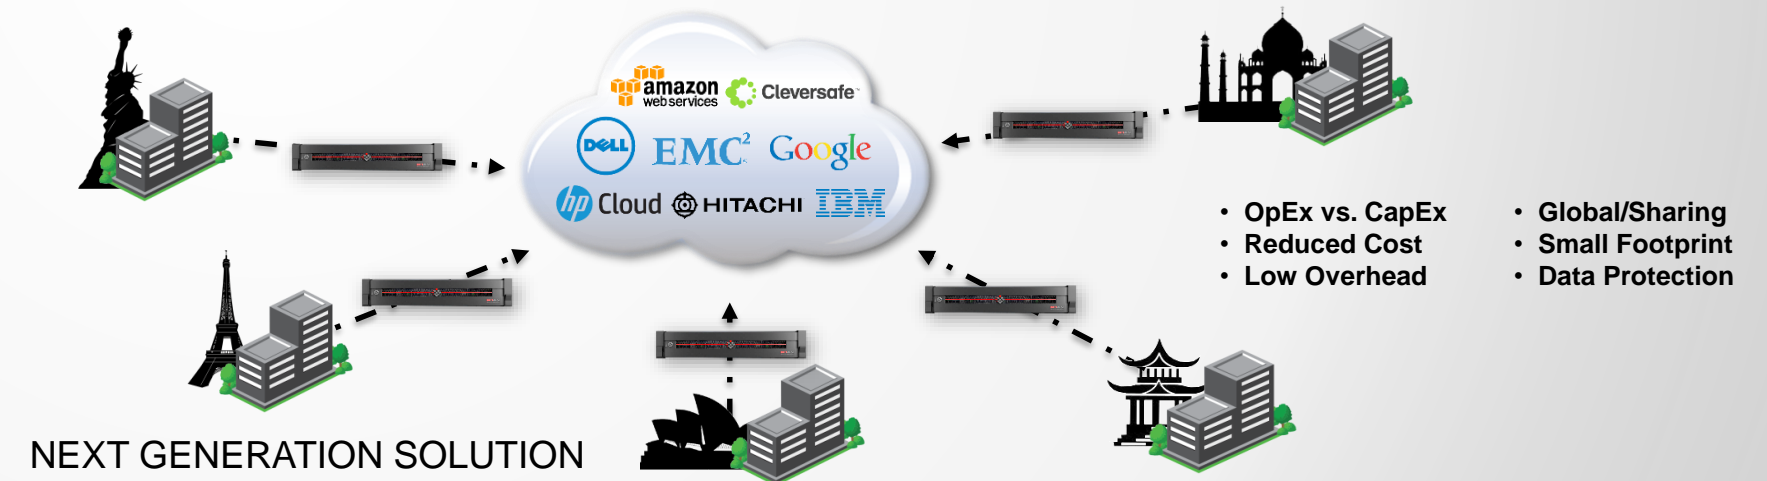 amazon
web services
Cleversafe
DELL
EMC²
Google
hp Cloud
HITACHI
IBM
• OpEx vs. CapEx
• Reduced Cost
• Low Overhead
• Global/Sharing
• Small Footprint
• Data Protection
NEXT GENERATION SOLUTION